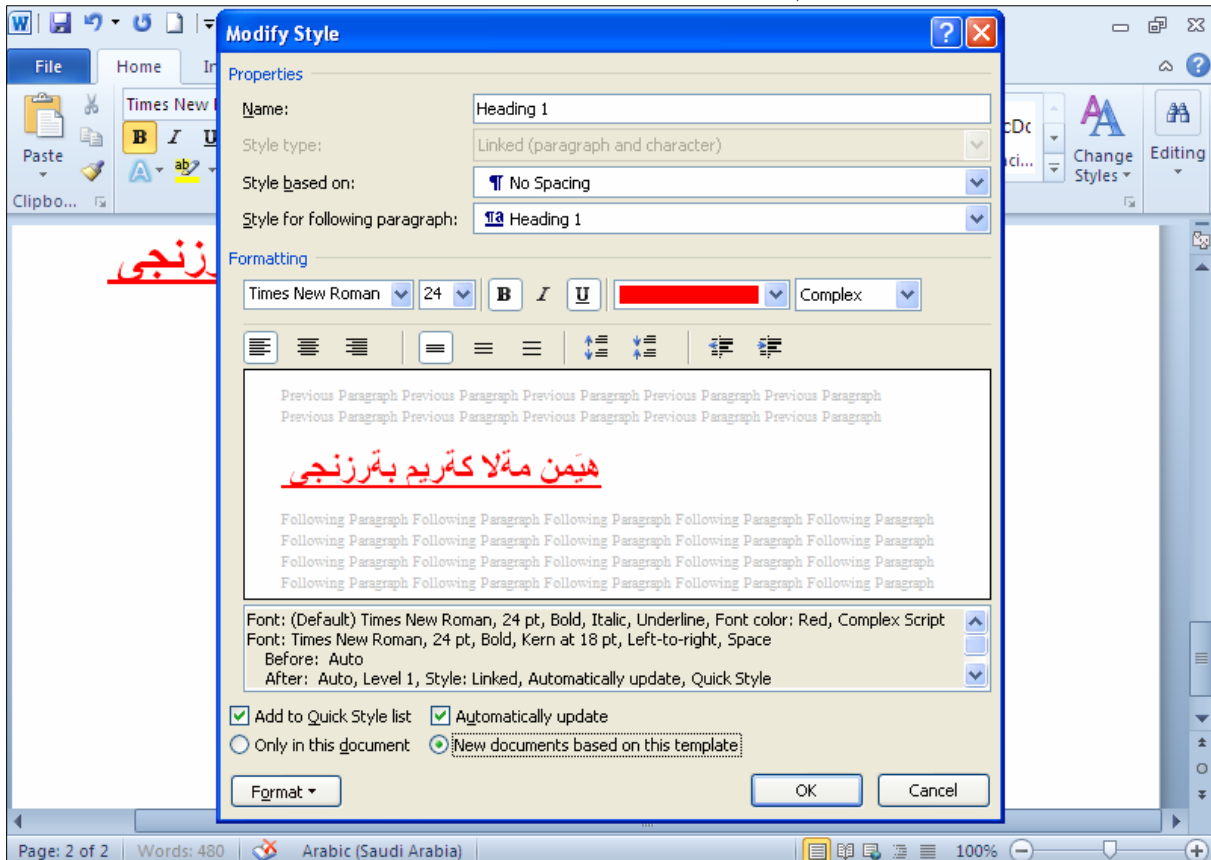 Modify Style
File Home In
Properties
Name: Heading 1
Style type: Linked (paragraph and character)
Style based on: ¶ No Spacing
Style for following paragraph: ¶a Heading 1
Times New
B I U
Paste
Clipbo...
Change Styles
Editing
رزنجى
Formatting
Times New Roman 24 B I U Complex
Previous Paragraph Previous Paragraph Previous Paragraph Previous Paragraph Previous Paragraph
Previous Paragraph Previous Paragraph Previous Paragraph Previous Paragraph Previous Paragraph
هيَمن مةلا كةريم بةرزنجى
Following Paragraph Following Paragraph Following Paragraph Following Paragraph Following Paragraph
Following Paragraph Following Paragraph Following Paragraph Following Paragraph Following Paragraph
Following Paragraph Following Paragraph Following Paragraph Following Paragraph Following Paragraph
Following Paragraph Following Paragraph Following Paragraph Following Paragraph Following Paragraph
Font: (Default) Times New Roman, 24 pt, Bold, Italic, Underline, Font color: Red, Complex Script
Font: Times New Roman, 24 pt, Bold, Kern at 18 pt, Left-to-right, Space
Before: Auto
After: Auto, Level 1, Style: Linked, Automatically update, Quick Style
Add to Quick Style list Automatically update
Only in this document New documents based on this template
Format OK Cancel
Page: 2 of 2 Words: 480 Arabic (Saudi Arabia) 100%